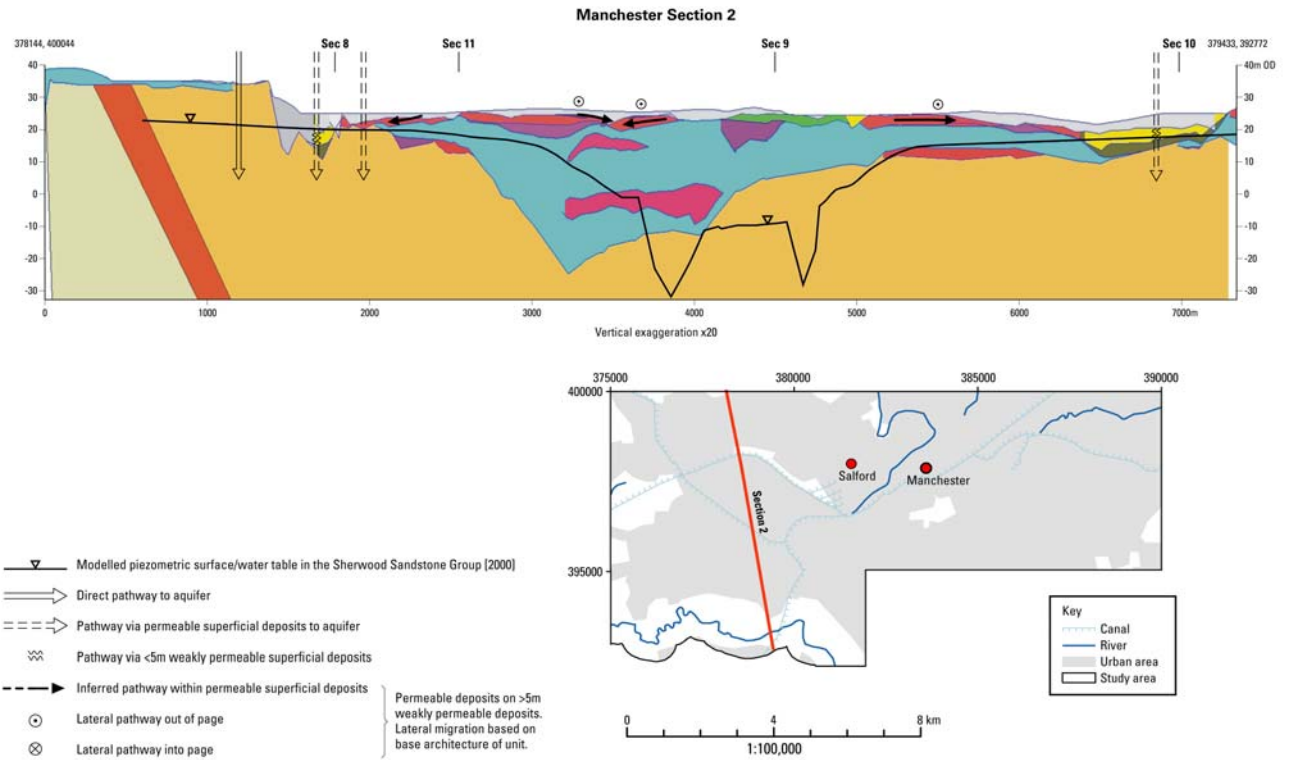 Manchester Section 2
378144, 400044
Sec 8
Sec 11
Sec 9
379433, 392772
Sec 10
40
30
20
10
0
-10
-20
-30
40m OD
30
20
10
0
-10
-20
-30
0 1000 2000 3000 4000 5000 6000 7000m
Vertical exaggeration x20
375000 380000 385000 390000
400000
395000
Salford
Manchester
Section 2
Key
Canal
River
Urban area
Study area
0 4 8 km
1:100,000
Modelled piezometric surface/water table in the Sherwood Sandstone Group [2000]
Direct pathway to aquifer
Pathway via permeable superficial deposits to aquifer
Pathway via <5m weakly permeable superficial deposits
Inferred pathway within permeable superficial deposits
Lateral pathway out of page
Lateral pathway into page
Permeable deposits on >5m
weakly permeable deposits.
Lateral migration based on
base architecture of unit.